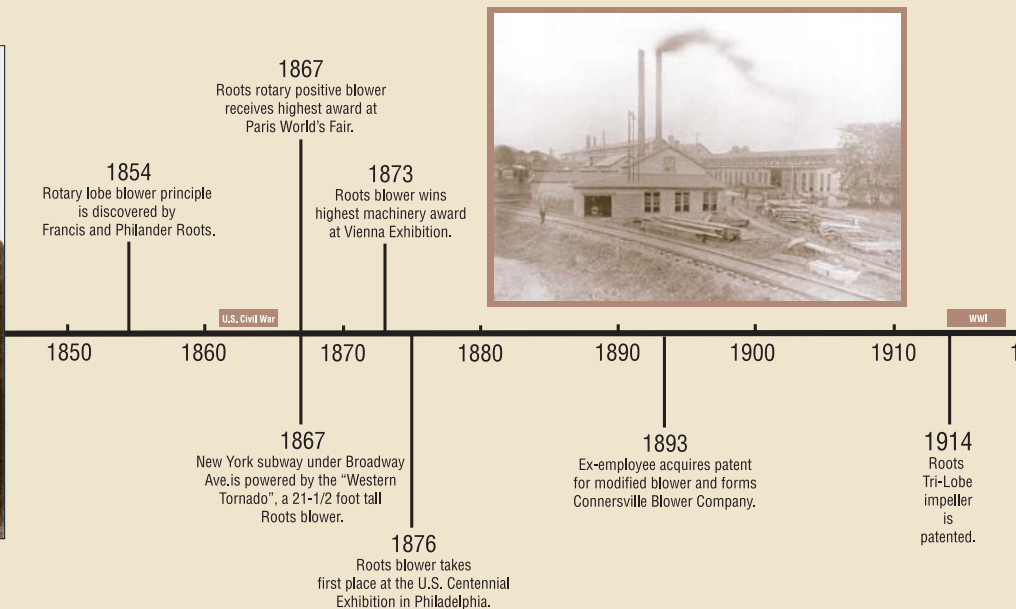 1867
Roots rotary positive blower
receives highest award at
Paris World's Fair.
1854
Rotary lobe blower principle
is discovered by
Francis and Philander Roots.
1873
Roots blower wins
highest machinery award
at Vienna Exhibition.
U.S. Civil War
WWI
1850
1860
1870
1880
1890
1900
1910
1867
New York subway under Broadway
Ave.is powered by the “Western
Tornado”, a 21-1/2 foot tall
Roots blower.
1876
Roots blower takes
first place at the U.S. Centennial
Exhibition in Philadelphia.
1893
Ex-employee acquires patent
for modified blower and forms
Connersville Blower Company.
1914
Roots
Tri-Lobe
impeller
is
patented.